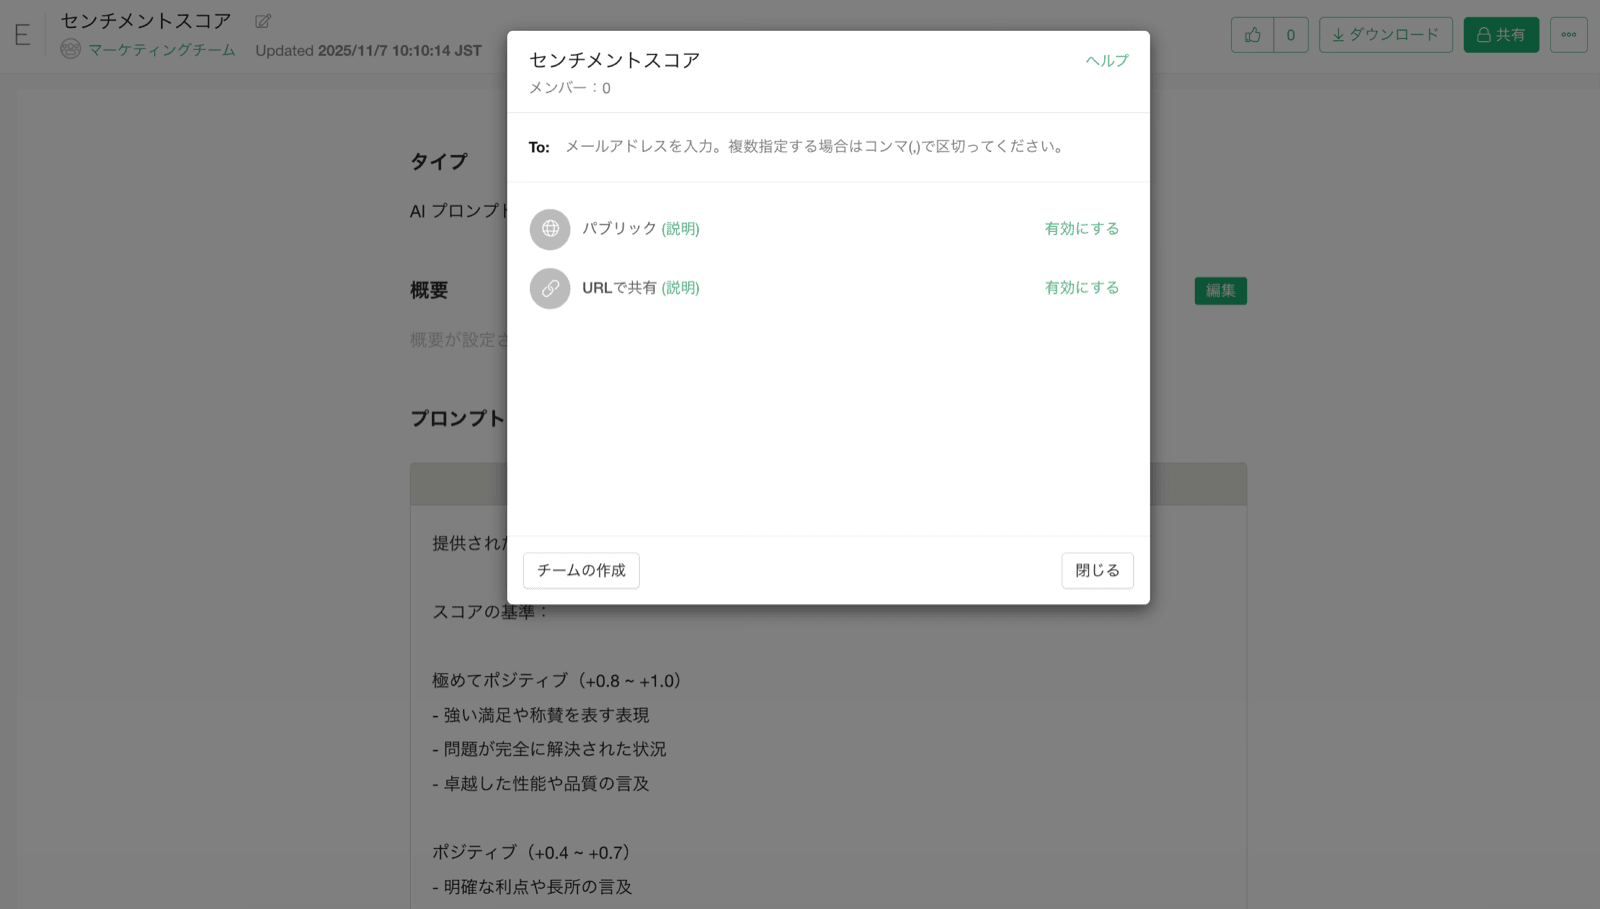 E
センチメントスコア
マーケティングチーム Updated 2025/11/7 10:10:14 JST
0
ダウンロード
共有
センチメントスコア
ヘルプ
メンバー：0
To: メールアドレスを入力。複数指定する場合はコンマ(,)で区切ってください。
パブリック (説明)
有効にする
URLで共有 (説明)
有効にする
チームの作成
閉じる
タイプ
AI プロンプト
概要
編集
概要が設定さ
プロンプト
提供された
スコアの基準：
極めてポジティブ（+0.8 ~ +1.0）
- 強い満足や称賛を表す表現
- 問題が完全に解決された状況
- 卓越した性能や品質の言及
ポジティブ（+0.4 ~ +0.7）
- 明確な利点や長所の言及